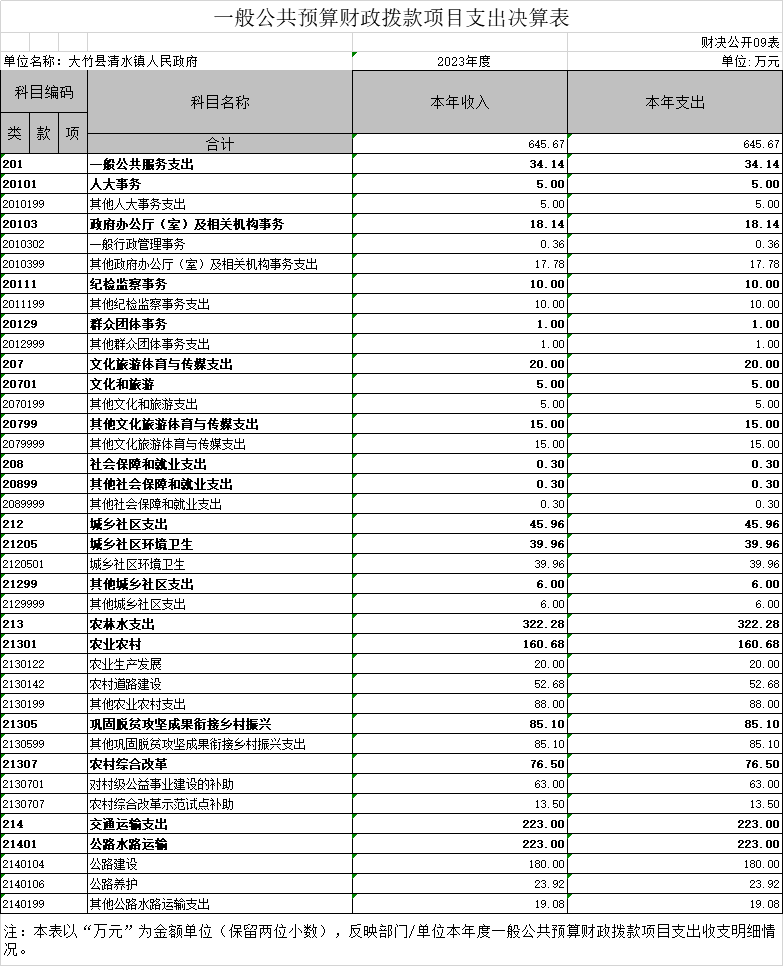 一般公共预算财政拨款项目支出决算表
财决公开09表
单位名称：大竹县清水镇人民政府 2023年度 单位:万元
科目编码 科目名称 本年收入 本年支出
类 款 项
合计 645.67 645.67
201 一般公共服务支出 34.14 34.14
20101 人大事务 5.00 5.00
2010199 其他人大事务支出 5.00 5.00
20103 政府办公厅（室）及相关机构事务 18.14 18.14
2010302 一般行政管理事务 0.36 0.36
2010399 其他政府办公厅（室）及相关机构事务支出 17.78 17.78
20111 纪检监察事务 10.00 10.00
2011199 其他纪检监察事务支出 10.00 10.00
20129 群众团体事务 1.00 1.00
2012999 其他群众团体事务支出 1.00 1.00
207 文化旅游体育与传媒支出 20.00 20.00
20701 文化和旅游 5.00 5.00
2070199 其他文化和旅游支出 5.00 5.00
20799 其他文化旅游体育与传媒支出 15.00 15.00
2079999 其他文化旅游体育与传媒支出 15.00 15.00
208 社会保障和就业支出 0.30 0.30
20899 其他社会保障和就业支出 0.30 0.30
2089999 其他社会保障和就业支出 0.30 0.30
212 城乡社区支出 45.96 45.96
21205 城乡社区环境卫生 39.96 39.96
2120501 城乡社区环境卫生 39.96 39.96
21299 其他城乡社区支出 6.00 6.00
2129999 其他城乡社区支出 6.00 6.00
213 农林水支出 322.28 322.28
21301 农业农村 160.68 160.68
2130122 农业生产发展 20.00 20.00
2130142 农村道路建设 52.68 52.68
2130199 其他农业农村支出 88.00 88.00
21305 巩固脱贫攻坚成果衔接乡村振兴 85.10 85.10
2130599 其他巩固脱贫攻坚成果衔接乡村振兴支出 85.10 85.10
21307 农村综合改革 76.50 76.50
2130701 对村级公益事业建设的补助 63.00 63.00
2130707 农村综合改革示范试点补助 13.50 13.50
214 交通运输支出 223.00 223.00
21401 公路水路运输 223.00 223.00
2140104 公路建设 180.00 180.00
2140106 公路养护 23.92 23.92
2140199 其他公路水路运输支出 19.08 19.08
注：本表以“万元”为金额单位（保留两位小数），反映部门/单位本年度一般公共预算财政拨款项目支出收支明细情
况。